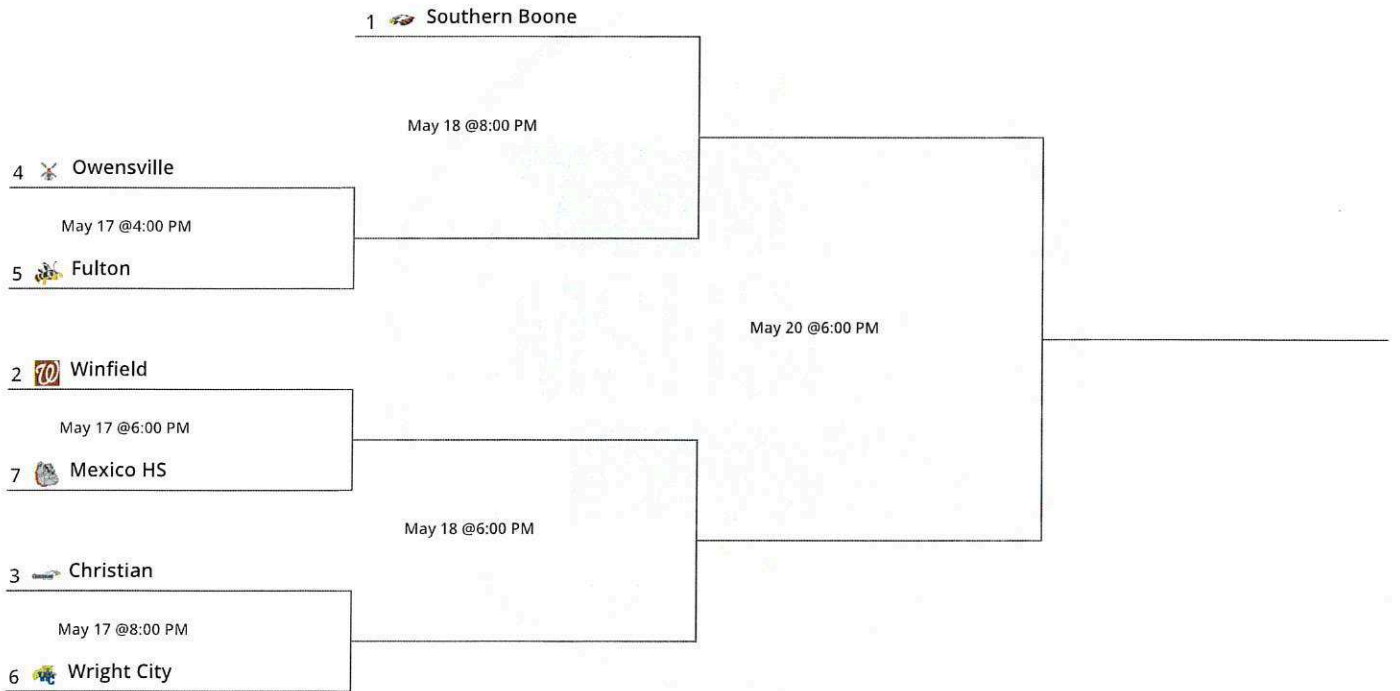 1 Southern Boone
May 18 @8:00 PM
4 Owensville
May 17 @4:00 PM
5 Fulton
May 20 @6:00 PM
2 Winfield
May 17 @6:00 PM
7 Mexico HS
May 18 @6:00 PM
3 Christian
May 17 @8:00 PM
6 Wright City